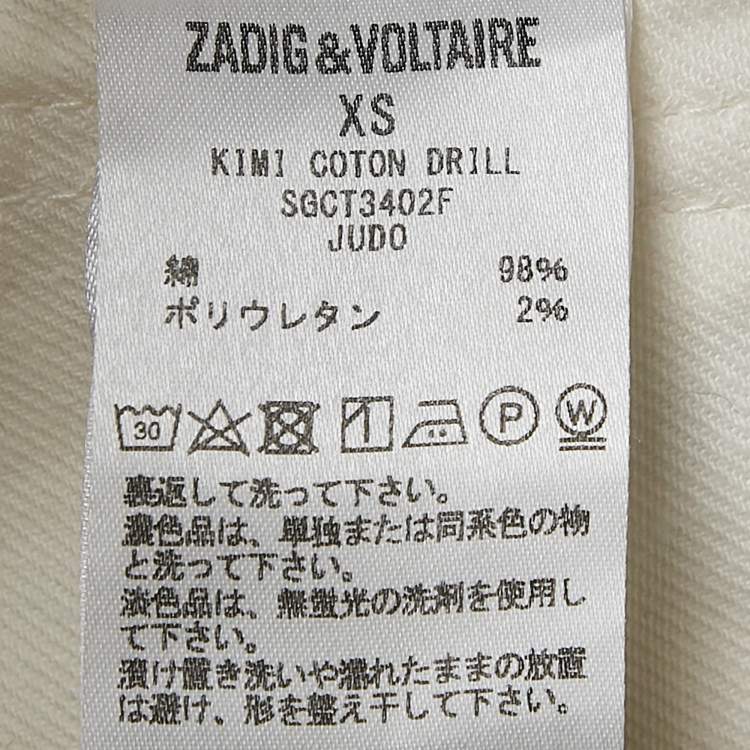 ZADIG&VOLTAIRE
XS
KIMI COTON DRILL
SGCT3402F
JUDO
綿 98%
ポリウレタン 2%
30 P W
裏返して洗って下さい。
濃色品は、単独または同系色の物
と洗って下さい。
淡色品は、無蛍光の洗剤を使用し
て下さい。
漬け置き洗いや濡れたままの放置
は避け、形を整え干して下さい。